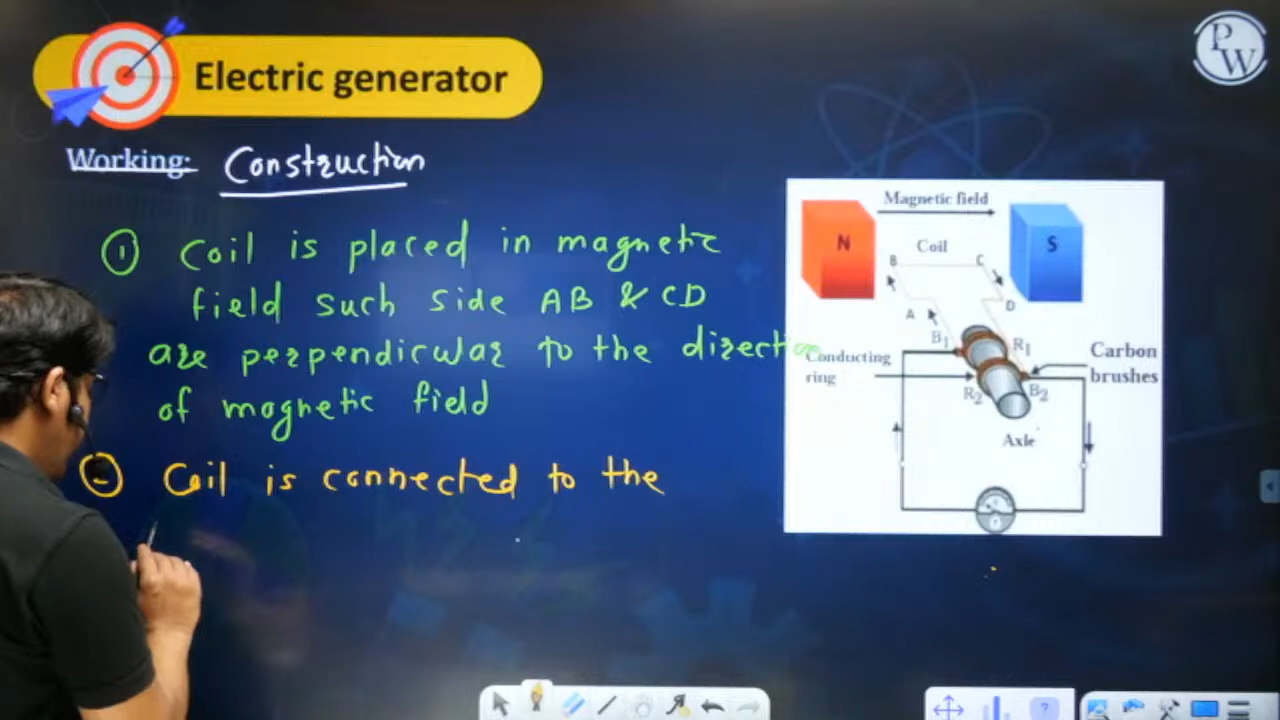 Electric generator
PW
Working: Construction
① Coil is placed in magnetic
field such side AB & CD
are perpendicular to the direction
of magnetic field
② Coil is connected to the
Magnetic field
N
S
Coil
B
C
A
D
B1
R1
Conducting
ring
Carbon
brushes
R2
B2
Axle